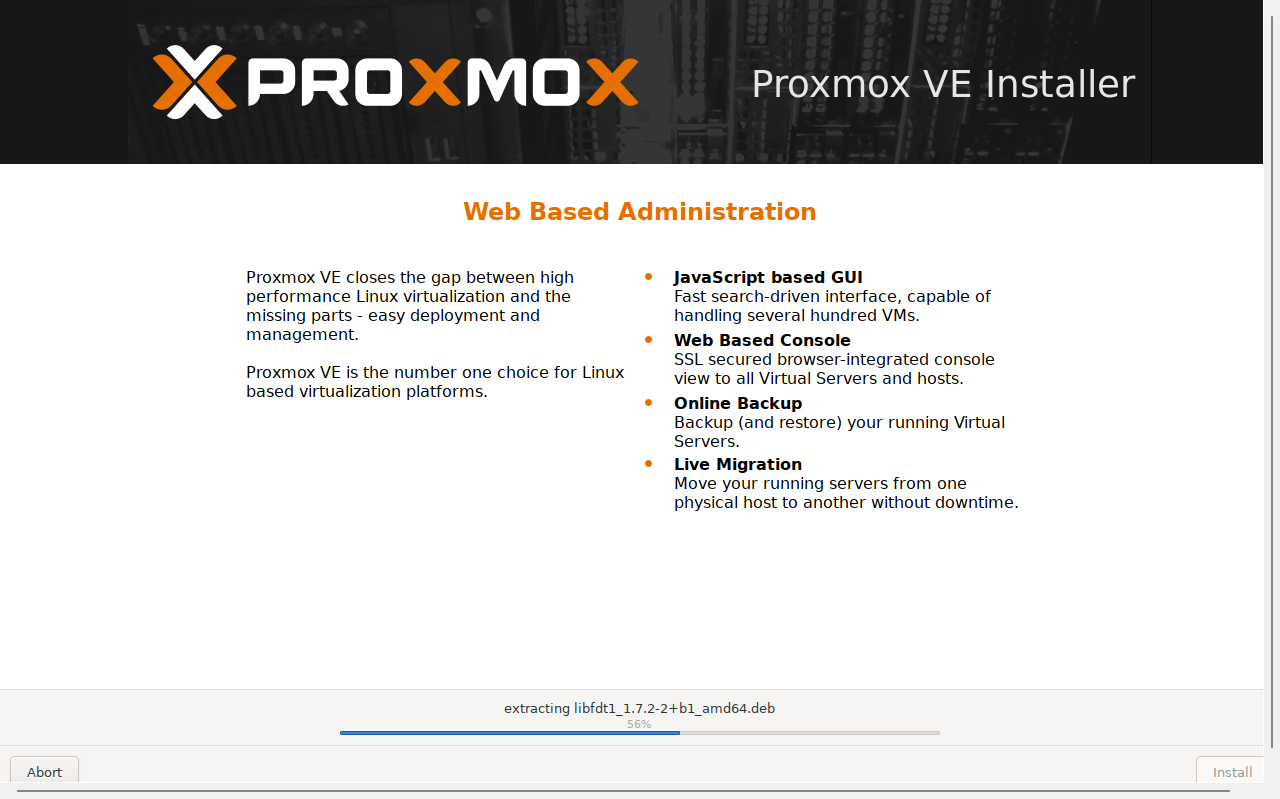 PROXMOX
Proxmox VE Installer
Web Based Administration
Proxmox VE closes the gap between high
performance Linux virtualization and the
missing parts - easy deployment and
management.
Proxmox VE is the number one choice for Linux
based virtualization platforms.
JavaScript based GUI
Fast search-driven interface, capable of
handling several hundred VMs.
Web Based Console
SSL secured browser-integrated console
view to all Virtual Servers and hosts.
Online Backup
Backup (and restore) your running Virtual
Servers.
Live Migration
Move your running servers from one
physical host to another without downtime.
extracting libfdt1_1.7.2-2+b1_amd64.deb
56%
Abort
Install